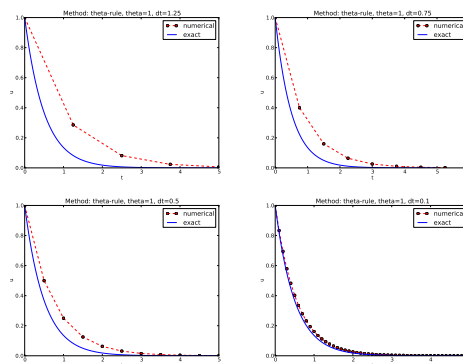 Method: theta-rule, theta=1, dt=1.25
numerical
exact
1.0
0.8
0.6
0.4
0.2
0.0
u
0 1 2 3 4 5
t
Method: theta-rule, theta=1, dt=0.75
numerical
exact
1.0
0.8
0.6
0.4
0.2
0.0
u
0 1 2 3 4 5
t
Method: theta-rule, theta=1, dt=0.5
numerical
exact
1.0
0.8
0.6
0.4
0.2
0.0
u
0 1 2 3 4
Method: theta-rule, theta=1, dt=0.1
numerical
exact
1.0
0.8
0.6
0.4
0.2
0.0
u
0 1 2 3 4